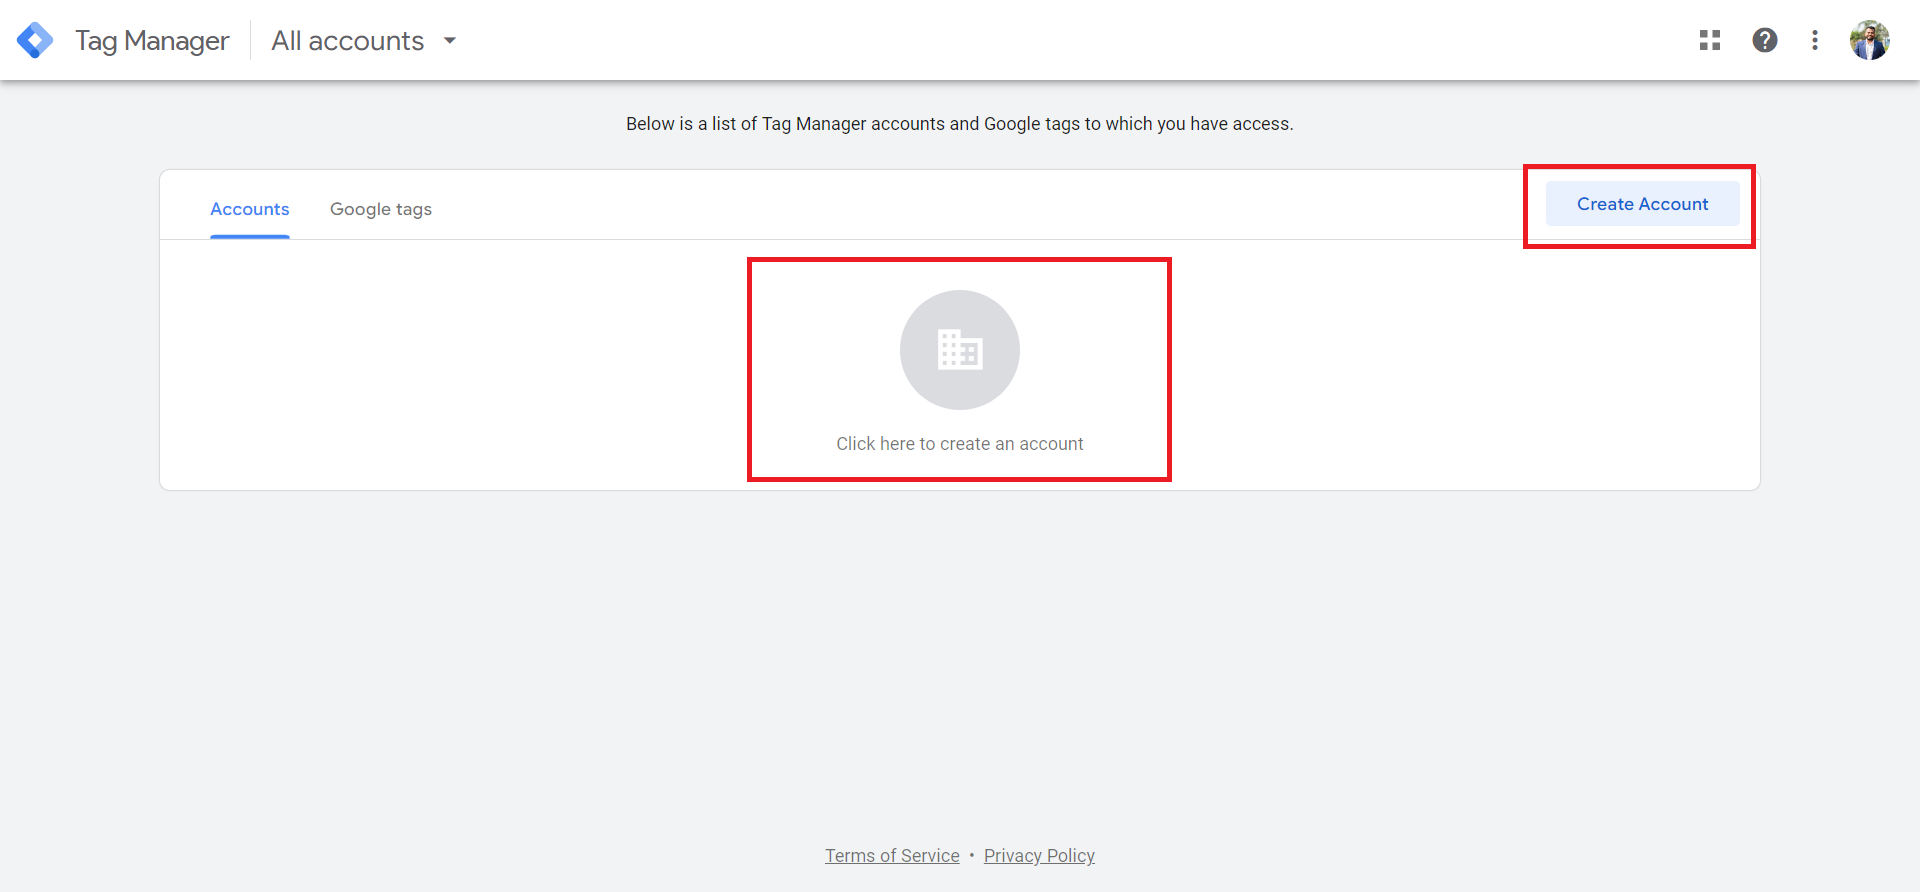 Tag Manager
All accounts
Below is a list of Tag Manager accounts and Google tags to which you have access.
Accounts
Google tags
Create Account
Click here to create an account
Terms of Service • Privacy Policy